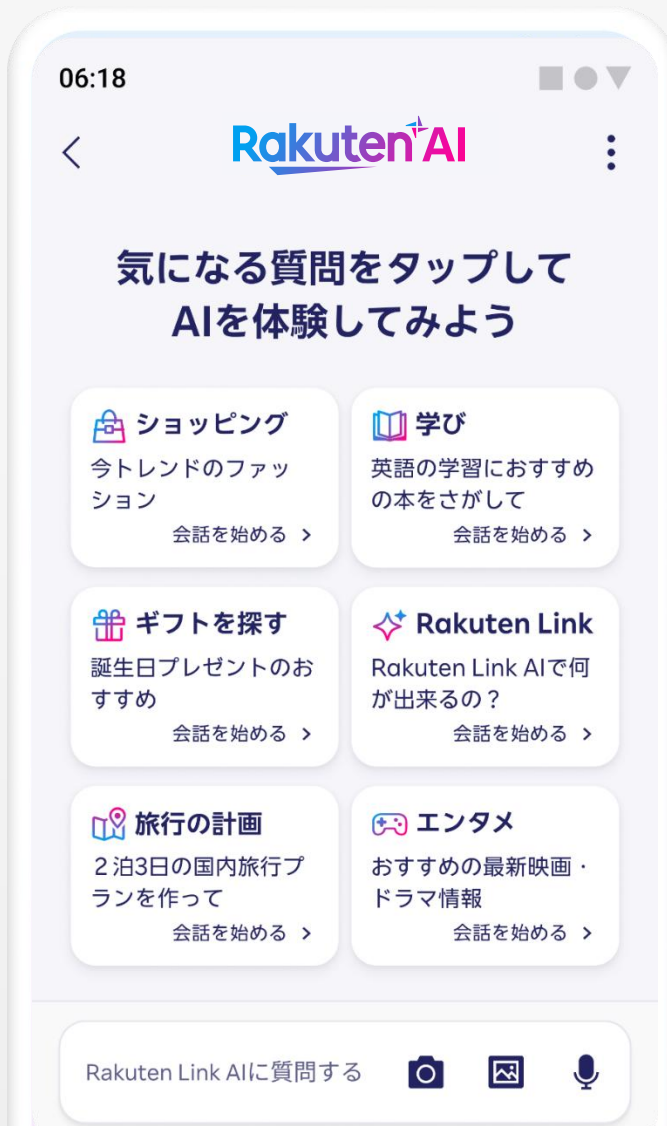 06:18
Rakuten AI
気になる質問をタップして
AIを体験してみよう
ショッピング
今トレンドのファッ
ション
会話を始める
学び
英語の学習におすすめ
の本をさがして
会話を始める
ギフトを探す
誕生日プレゼントのお
すすめ
会話を始める
Rakuten Link
Rakuten Link AIで何
が出来るの？
会話を始める
旅行の計画
２泊3日の国内旅行プ
ランを作って
会話を始める
エンタメ
おすすめの最新映画・
ドラマ情報
会話を始める
Rakuten Link AIに質問する